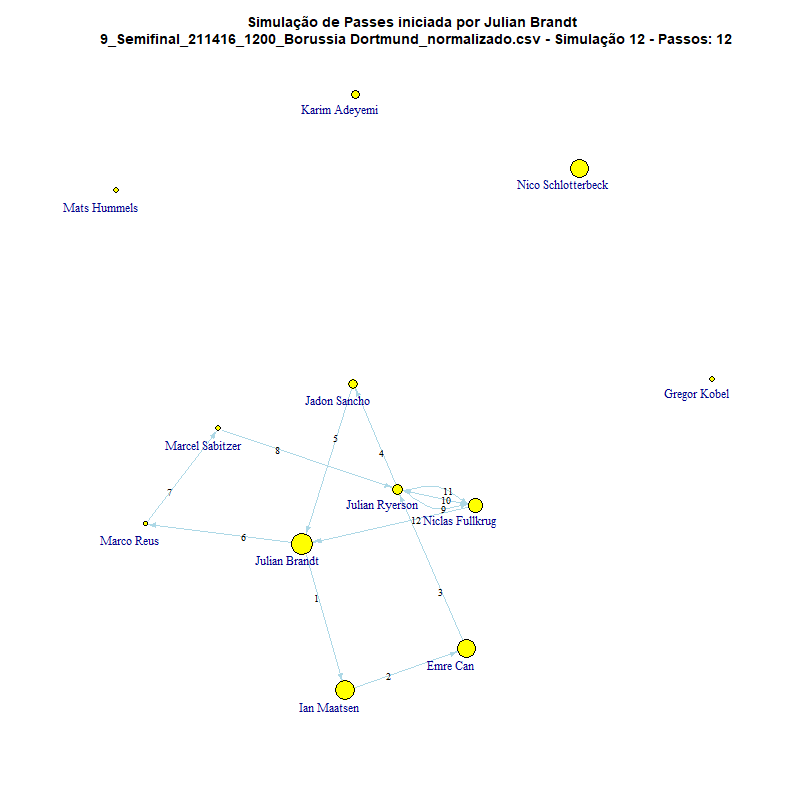 Simulação de Passes iniciada por Julian Brandt
9_Semifinal_211416_1200_Borussia Dortmund_normalizado.csv - Simulação 12 - Passos: 12
Karim Adeyemi
Nico Schlotterbeck
Mats Hummels
Gregor Kobel
Jadon Sancho
5
Marcel Sabitzer
8
4
7
11
10
9
Julian Ryerson
12
Niclas Fullkrug
Marco Reus
6
Julian Brandt
3
1
Emre Can
2
Ian Maatsen